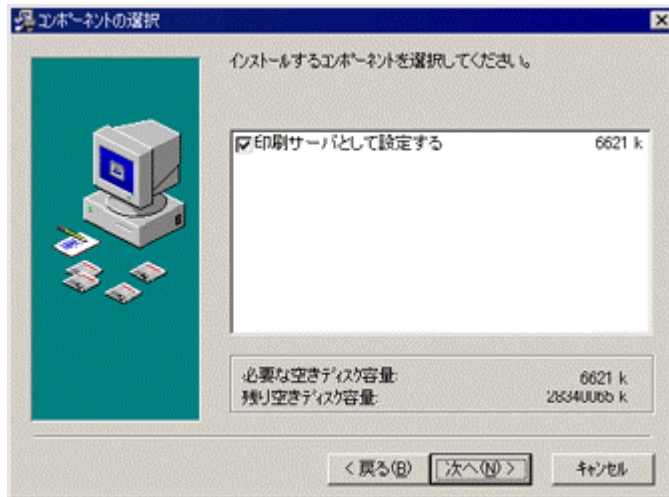 コンポーネントの選択
インストールするコンポーネントを選択してください。
印刷サーバとして設定する 6621 k
必要な空きディスク容量: 6621 k
残り空きディスク容量: 28340065 k
< 戻る(B) 次へ(N) > キャンセル